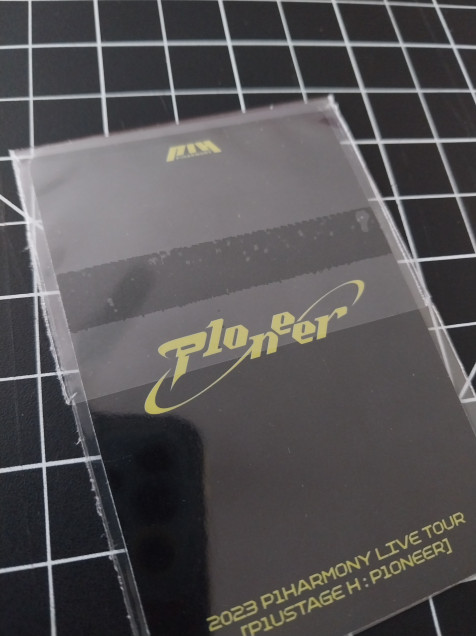 P1H
P1oneer
2023 P1HARMONY LIVE TOUR
[P1USTAGE H : P1ONEER]